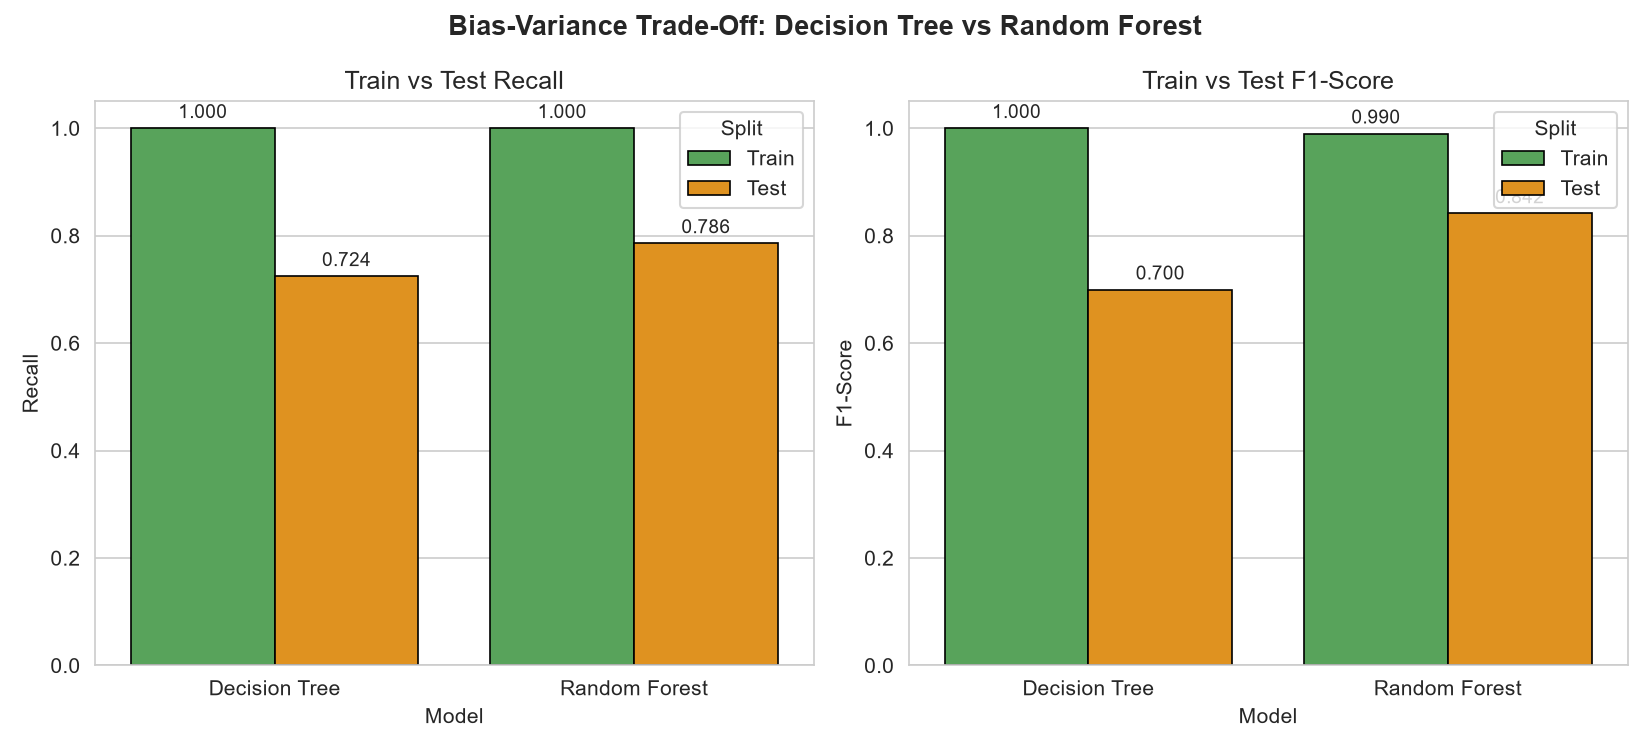 Bias-Variance Trade-Off: Decision Tree vs Random Forest
Train vs Test Recall
1.000
1.000
Split
Train
Test
0.786
0.724
1.0
0.8
0.6
0.4
0.2
0.0
Recall
Decision Tree
Random Forest
Model
Train vs Test F1-Score
1.000
0.990
Split
Train
Test
0.842
0.700
1.0
0.8
0.6
0.4
0.2
0.0
F1-Score
Decision Tree
Random Forest
Model